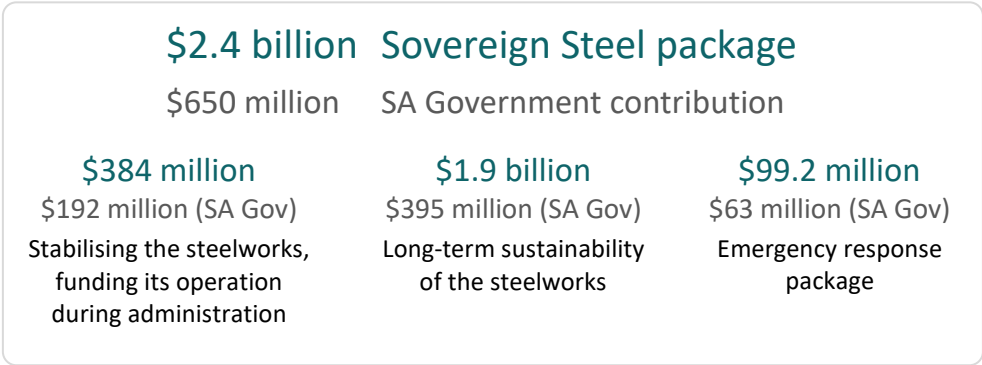 $2.4 billion Sovereign Steel package
$650 million SA Government contribution
$384 million
$192 million (SA Gov)
Stabilising the steelworks,
funding its operation
during administration
$1.9 billion
$395 million (SA Gov)
Long-term sustainability
of the steelworks
$99.2 million
$63 million (SA Gov)
Emergency response
package